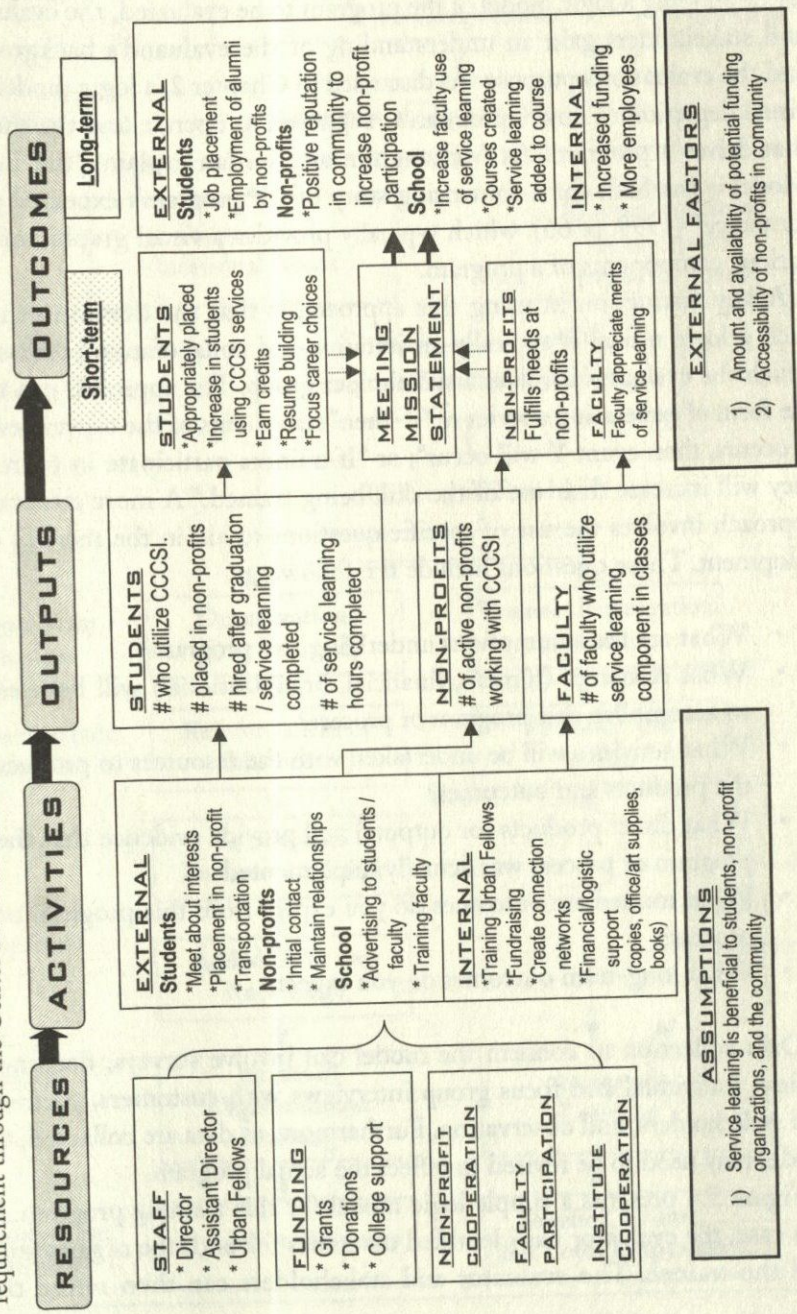 requirement through the
RESOURCES
ACTIVITIES
OUTPUTS
OUTCOMES
Short-term
Long-term
STAFF
* Director
* Assistant Director
* Urban Fellows
FUNDING
* Grants
* Donations
* College support
NON-PROFIT
COOPERATION
FACULTY
PARTICIPATION
INSTITUTE
COOPERATION
EXTERNAL
Students
*Meet about interests
*Placement in non-profit
*Transportation
Non-profits
* Initial contact
* Maintain relationships
School
*Advertising to students /
faculty
* Training faculty
INTERNAL
*Training Urban Fellows
*Fundraising
*Create connection
networks
*Financial/logistic
support
(copies, office/art supplies,
books)
STUDENTS
# who utilize CCCSI
# placed in non-profits
# hired after graduation
/ service learning
completed
# of service learning
hours completed
NON-PROFITS
# of active non-profits
working with CCCSI
FACULTY
# of faculty who utilize
service learning
component in classes
STUDENTS
*Appropriately placed
*Increase in students
using CCCSI services
*Earn credits
*Resume building
*Focus career choices
MEETING
MISSION
STATEMENT
NON-PROFITS
Fulfills needs at
non-profits
FACULTY
Faculty appreciate benefit
of service-learning
EXTERNAL
Students
*Job placement
*Employment of alumni
by non-profits
Non-profits
*Positive reputation
in community to
increase non-profit
participation
School
*Increase faculty use
of service learning
*Courses created
*Service learning
added to course
INTERNAL
* Increased funding
* More employees
ASSUMPTIONS
1) Service learning is beneficial to students, non-profit
organizations, and the community
EXTERNAL FACTORS
1) Amount and availability of potential funding
2) Accessibility of non-profits in community